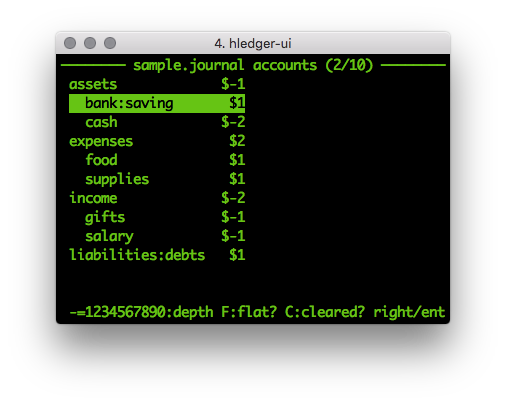 4. hledger-ui
sample.journal accounts (2/10)
assets $-1
bank:saving $1
cash $-2
expenses $2
food $1
supplies $1
income $-2
gifts $-1
salary $-1
liabilities:debts $1
-=1234567890:depth F:flat? C:cleared? right/ent